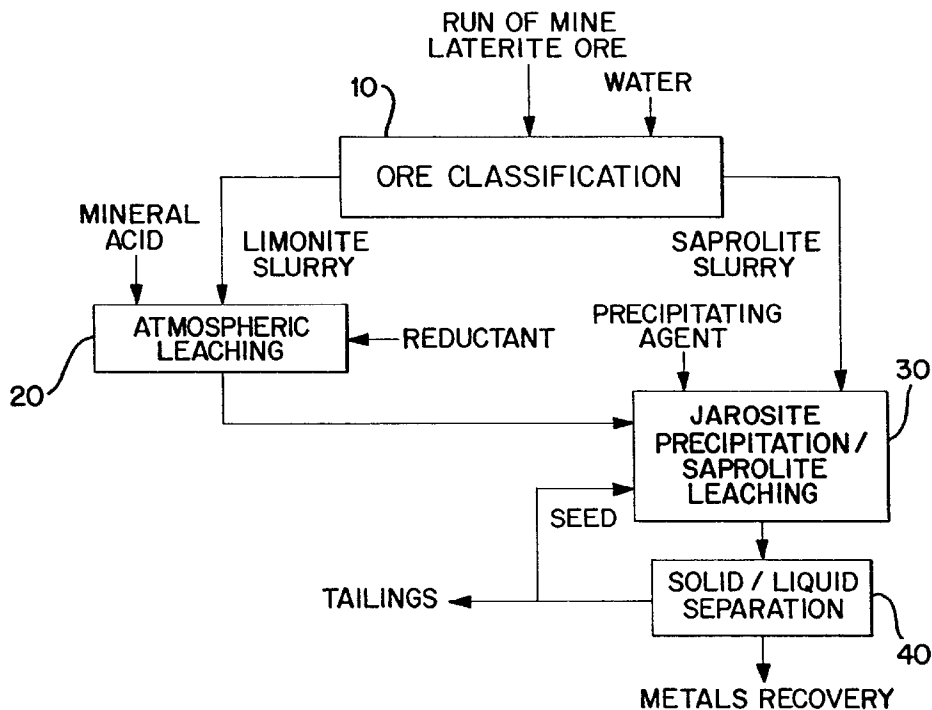 RUN OF MINE
LATERITE ORE
WATER
10
ORE CLASSIFICATION
MINERAL
ACID
LIMONITE
SLURRY
SAPROLITE
SLURRY
PRECIPITATING
AGENT
ATMOSPHERIC
LEACHING
REDUCTANT
20
30
JAROSITE
PRECIPITATION/
SAPROLITE
LEACHING
SEED
TAILINGS
SOLID / LIQUID
SEPARATION
40
METALS RECOVERY